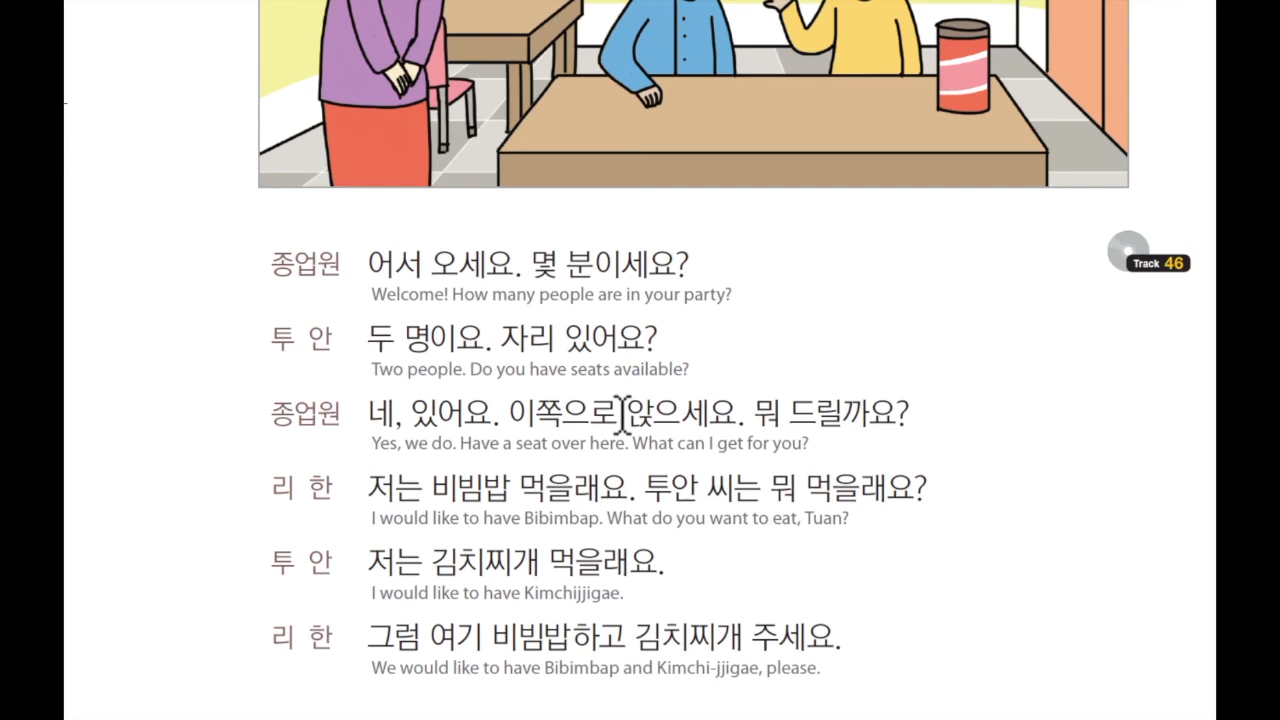 Track 46
종업원 어서 오세요. 몇 분이세요?
Welcome! How many people are in your party?
투 안 두 명이요. 자리 있어요?
Two people. Do you have seats available?
종업원 네, 있어요. 이쪽으로 앉으세요. 뭐 드릴까요?
Yes, we do. Have a seat over here. What can I get for you?
리 한 저는 비빔밥 먹을래요. 투안 씨는 뭐 먹을래요?
I would like to have Bibimbap. What do you want to eat, Tuan?
투 안 저는 김치찌개 먹을래요.
I would like to have Kimchijjigae.
리 한 그럼 여기 비빔밥하고 김치찌개 주세요.
We would like to have Bibimbap and Kimchi-jjigae, please.